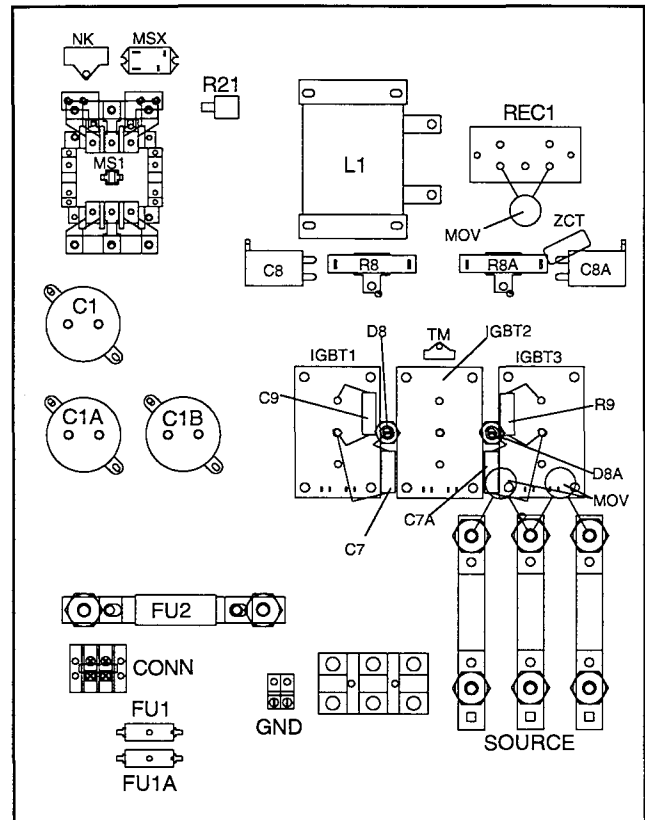 NK
MSX
R21
MS1
L1
REC1
MOV
ZCT
C8
R8
R8A
C8A
C1
D8
TM
IGBT2
IGBT1
IGBT3
C9
R9
C1A
C1B
D8A
MOV
C7A
C7
FU2
CONN
GND
SOURCE
FU1
FU1A